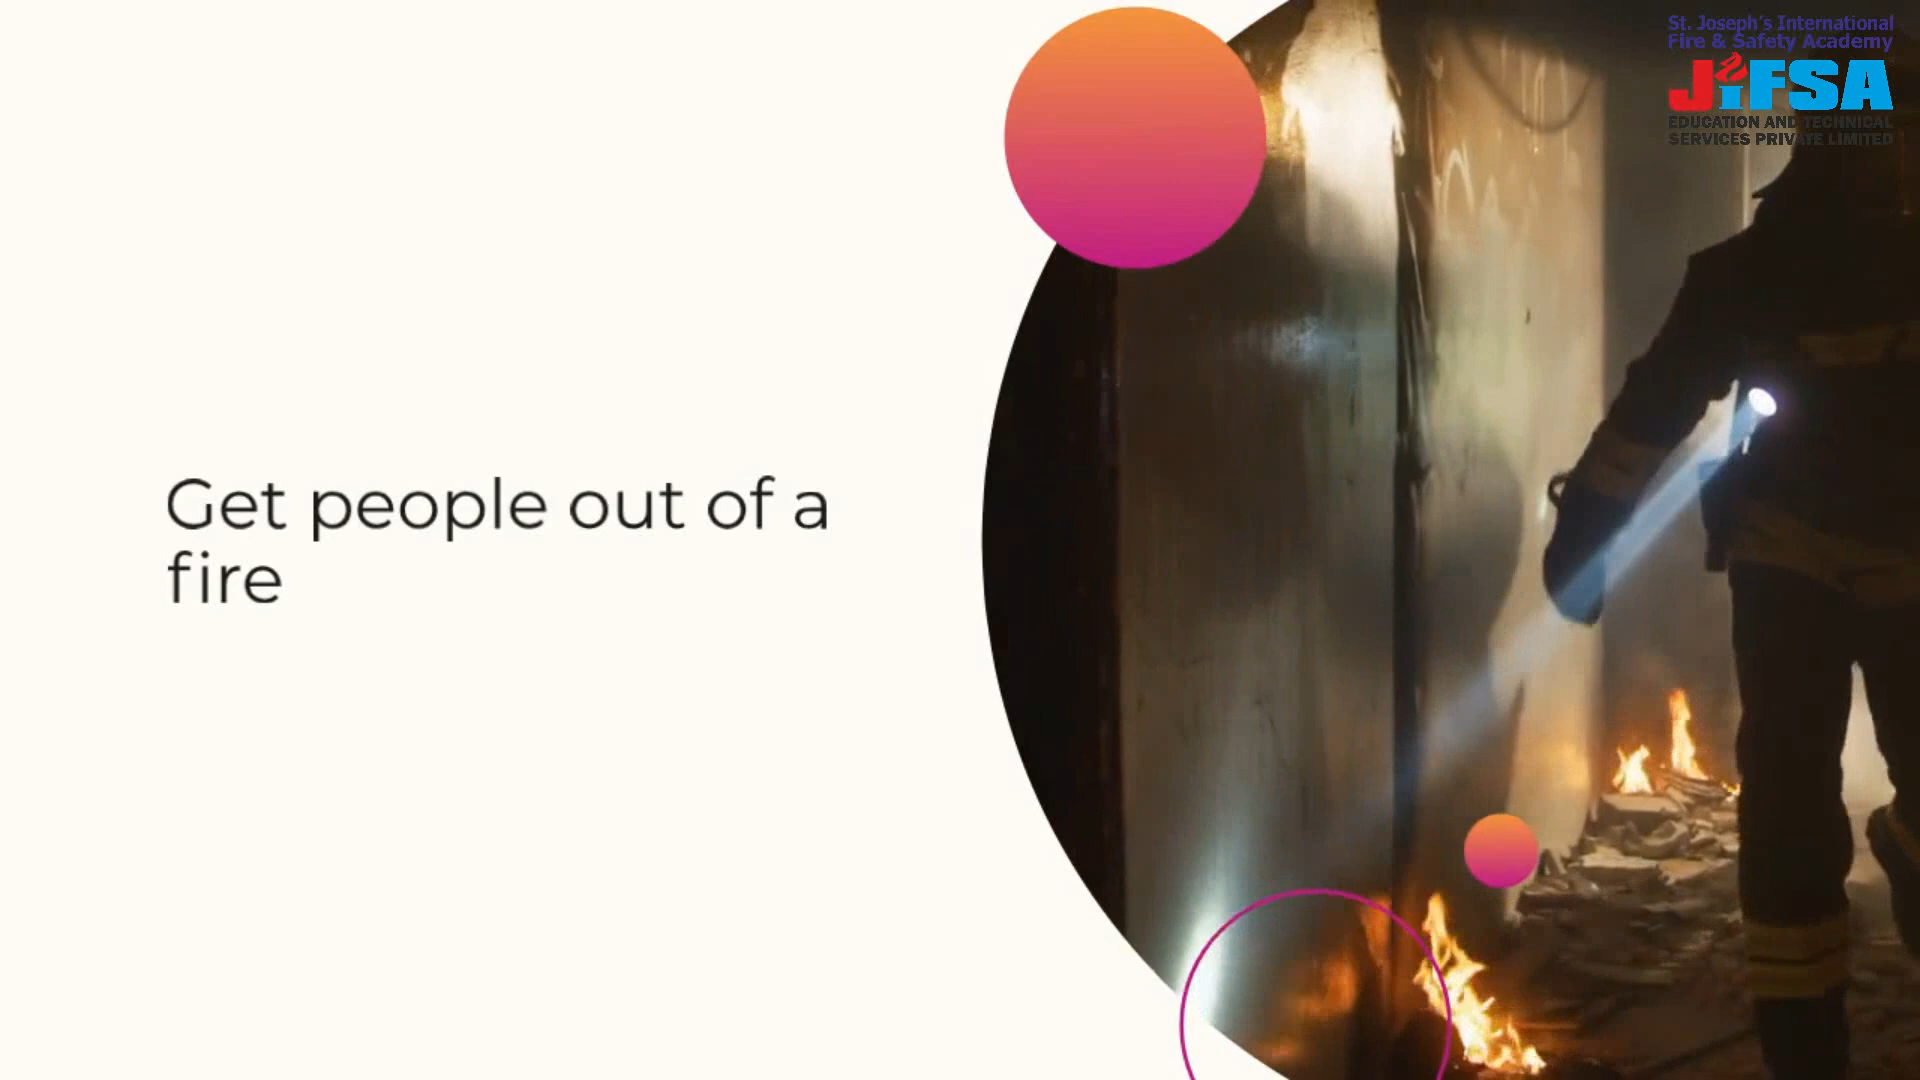 St. Joseph's International
Fire & Safety Academy
JiFSA
EDUCATION AND TECHNICAL
SERVICES PRIVATE LIMITED
Get people out of a
fire